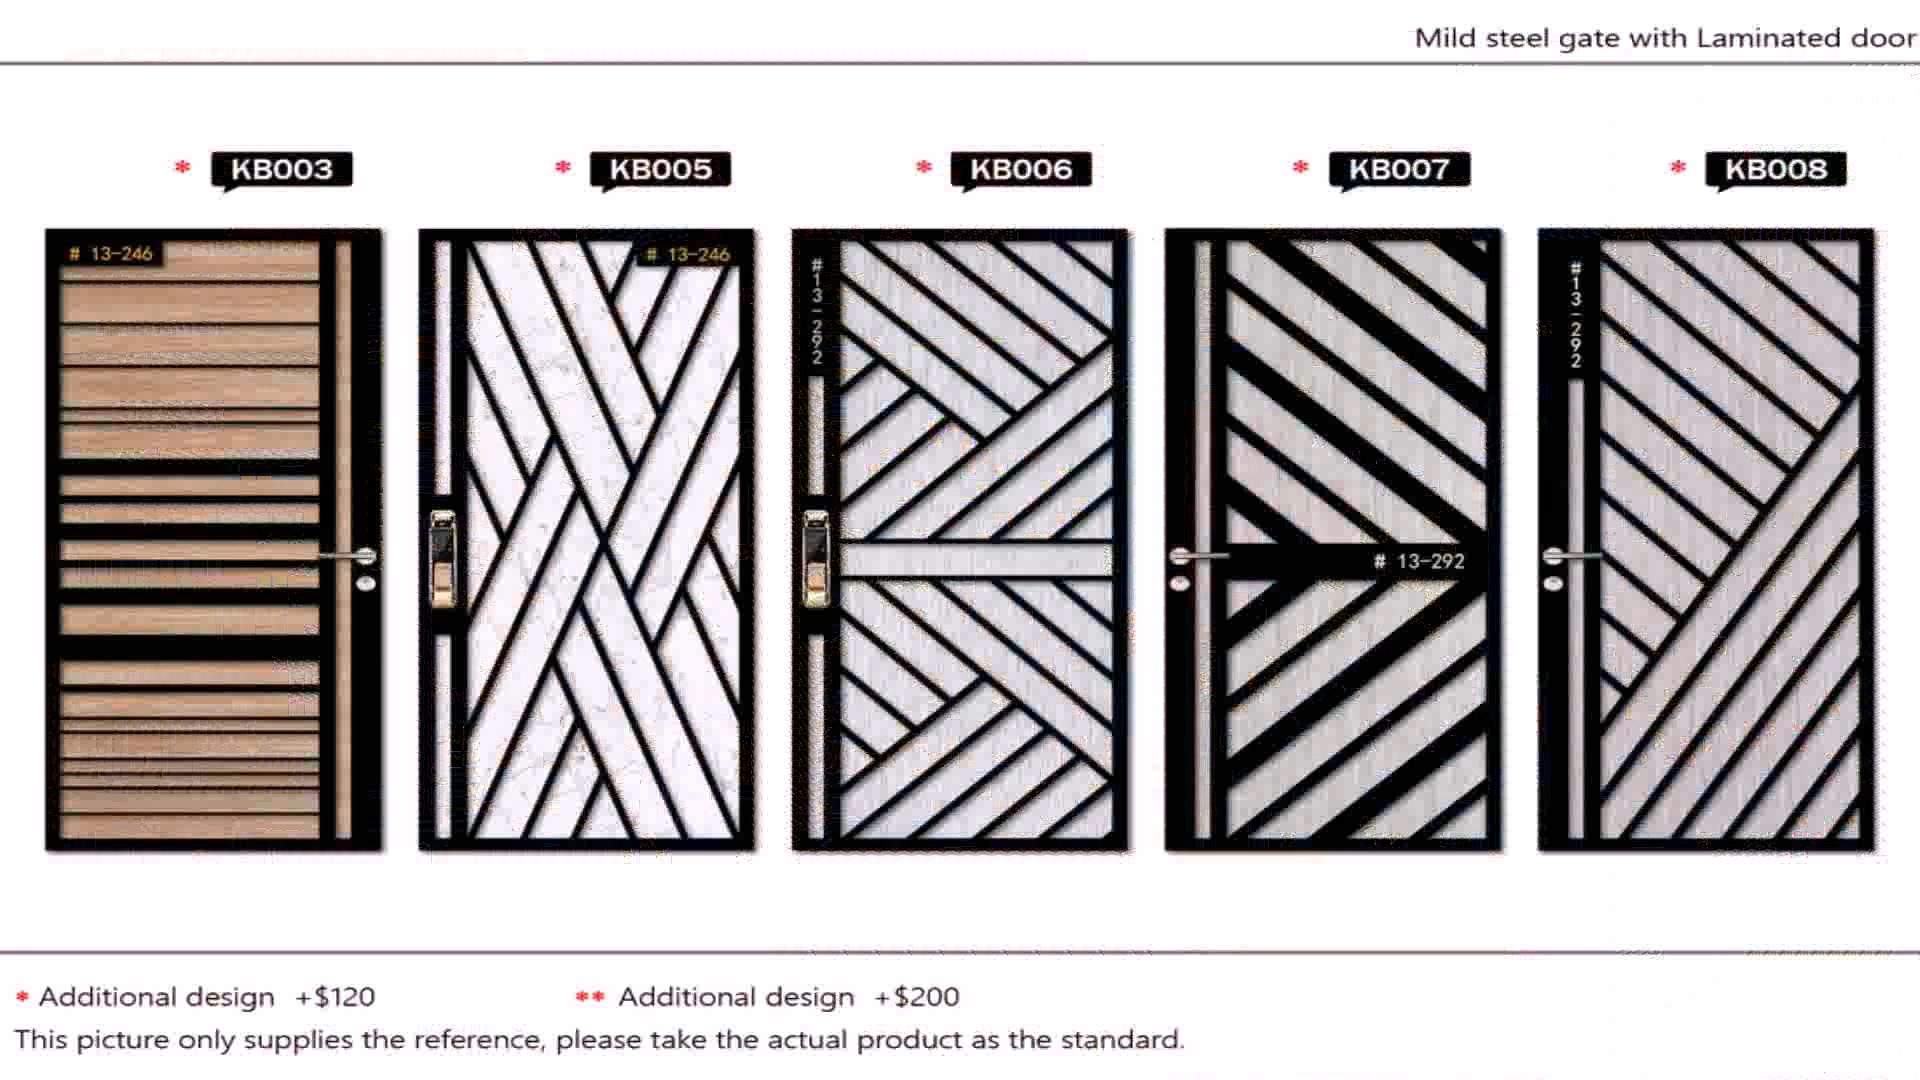 Mild steel gate with Laminated door
* KB003
* KB005
* KB006
* KB007
* KB008
# 13-246
# 13-246
#13-292
# 13-292
#13-292
* Additional design +$120
** Additional design +$200
This picture only supplies the reference, please take the actual product as the standard.